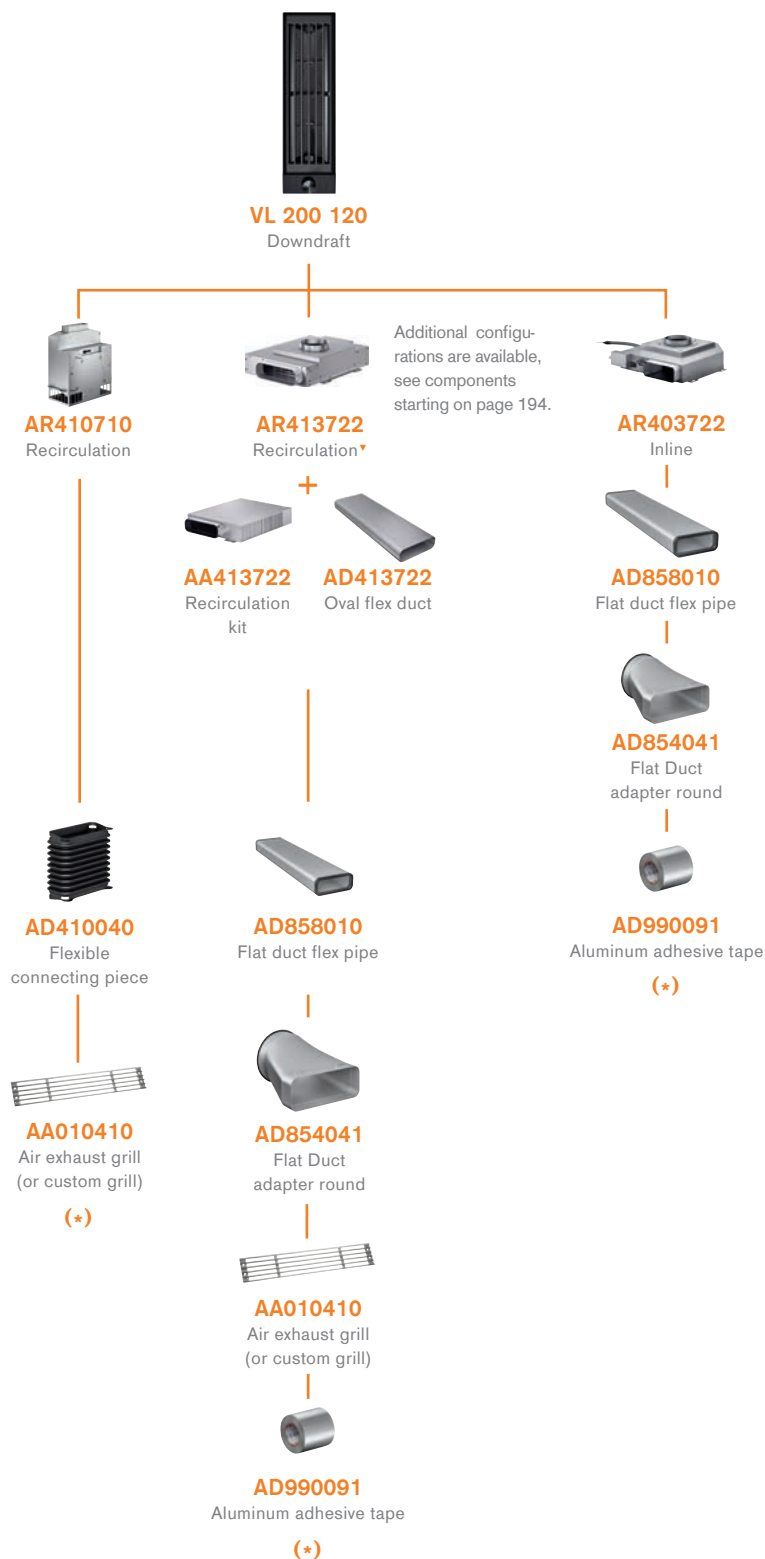 VL 200 120
Downdraft
AR410710
Recirculation
AR413722
Recirculation▾
Additional configu-
rations are available,
see components
starting on page 194.
AR403722
Inline
+
AA413722
Recirculation
kit
AD413722
Oval flex duct
AD858010
Flat duct flex pipe
AD854041
Flat Duct
adapter round
AD990091
Aluminum adhesive tape
(*)
AD410040
Flexible
connecting piece
AA010410
Air exhaust grill
(or custom grill)
(*)
AD858010
Flat duct flex pipe
AD854041
Flat Duct
adapter round
AA010410
Air exhaust grill
(or custom grill)
AD990091
Aluminum adhesive tape
(*)